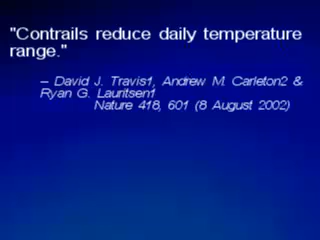 "Contrails reduce daily temperature
range."
– David J. Travis1, Andrew M. Carleton2 &
Ryan G. Lauritsen1
Nature 418, 601 (8 August 2002)